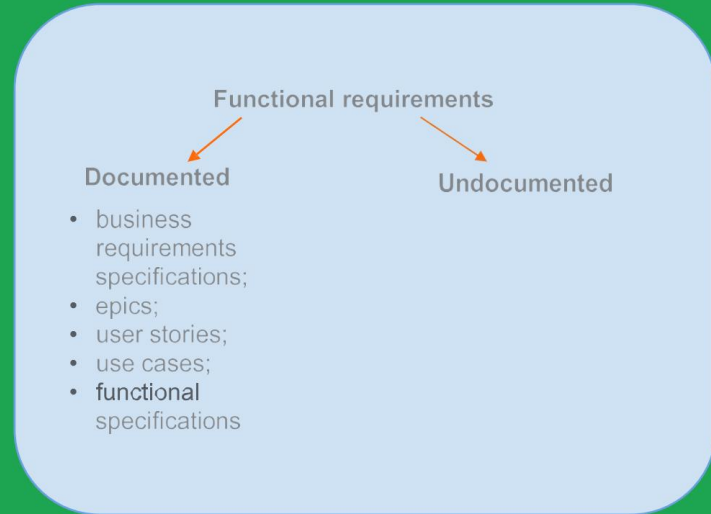 Functional requirements
Documented
Undocumented
• business
requirements
specifications;
• epics;
• user stories;
• use cases;
• functional
specifications